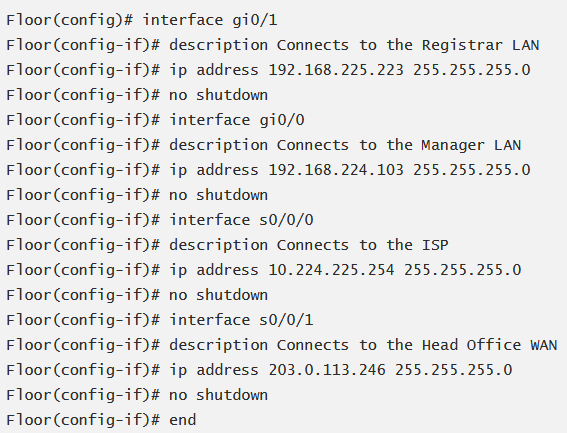 Floor(config)# interface gi0/1
Floor(config-if)# description Connects to the Registrar LAN
Floor(config-if)# ip address 192.168.225.223 255.255.255.0
Floor(config-if)# no shutdown
Floor(config-if)# interface gi0/0
Floor(config-if)# description Connects to the Manager LAN
Floor(config-if)# ip address 192.168.224.103 255.255.255.0
Floor(config-if)# no shutdown
Floor(config-if)# interface s0/0/0
Floor(config-if)# description Connects to the ISP
Floor(config-if)# ip address 10.224.225.254 255.255.255.0
Floor(config-if)# no shutdown
Floor(config-if)# interface s0/0/1
Floor(config-if)# description Connects to the Head Office WAN
Floor(config-if)# ip address 203.0.113.246 255.255.255.0
Floor(config-if)# no shutdown
Floor(config-if)# end